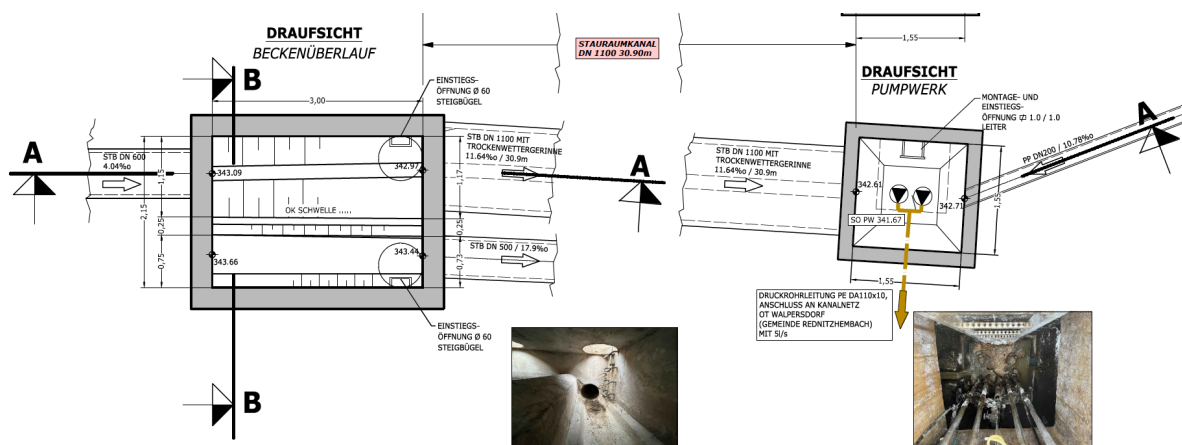 DRAUFSICHT
BECKENÜBERLAUF
STAURAUMKANAL
DN 1100 30.90m
1,55
DRAUFSICHT
PUMPWERK
B
EINSTIEGS-
ÖFFNUNG Ø 60
STEIGBÜGEL
MONTAGE- UND
EINSTIEGS-
ÖFFNUNG ⌀ 1.0 / 1.0
LEITER
3,00
A
STB DN 600
4.04%o
STB DN 1100 MIT
TROCKENWETTERGERINNE
11.64%o / 30.9m
A
STB DN 1100 MIT
TROCKENWETTERGERINNE
11.64%o / 30.9m
PP DN200 / 10.78%o
A
343.09
342.97
1,15
1,17
2,15
OK SCHWELLE .....
0,25
0,25
342.61
342.71
SO PW 341.67
1,55
343.66
343.44
0,75
0,73
STB DN 500 / 17.9%o
1,55
EINSTIEGS-
ÖFFNUNG Ø 60
STEIGBÜGEL
DRUCKROHRLEITUNG PE DA110x10,
ANSCHLUSS AN KANALNETZ
OT WALPERSDORF
(GEMEINDE REDNITZHEMBACH)
MIT 5l/s
B